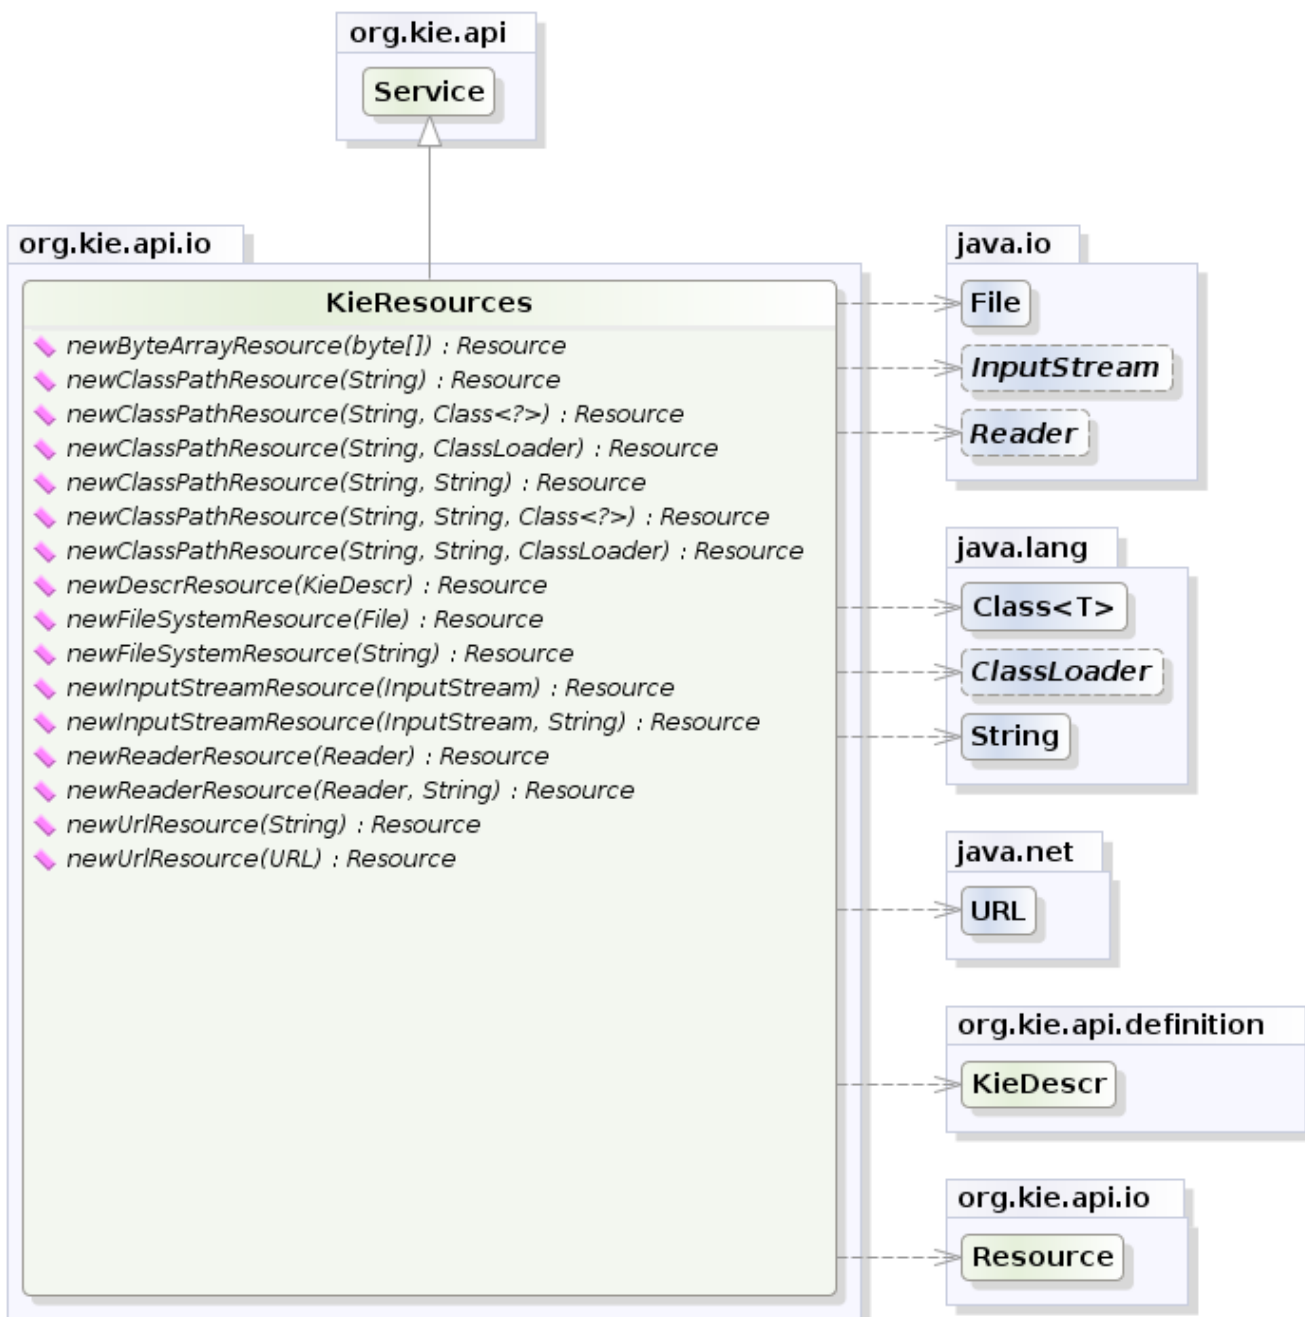 org.kie.api
Service
org.kie.api.io
KieResources
newByteArrayResource(byte[]) : Resource
newClassPathResource(String) : Resource
newClassPathResource(String, Class<?>) : Resource
newClassPathResource(String, ClassLoader) : Resource
newClassPathResource(String, String) : Resource
newClassPathResource(String, String, Class<?>) : Resource
newClassPathResource(String, String, ClassLoader) : Resource
newDescrResource(KieDescr) : Resource
newFileSystemResource(File) : Resource
newFileSystemResource(String) : Resource
newInputStreamResource(InputStream) : Resource
newInputStreamResource(InputStream, String) : Resource
newReaderResource(Reader) : Resource
newReaderResource(Reader, String) : Resource
newUrlResource(String) : Resource
newUrlResource(URL) : Resource
java.io
File
InputStream
Reader
java.lang
Class<T>
ClassLoader
String
java.net
URL
org.kie.api.definition
KieDescr
org.kie.api.io
Resource